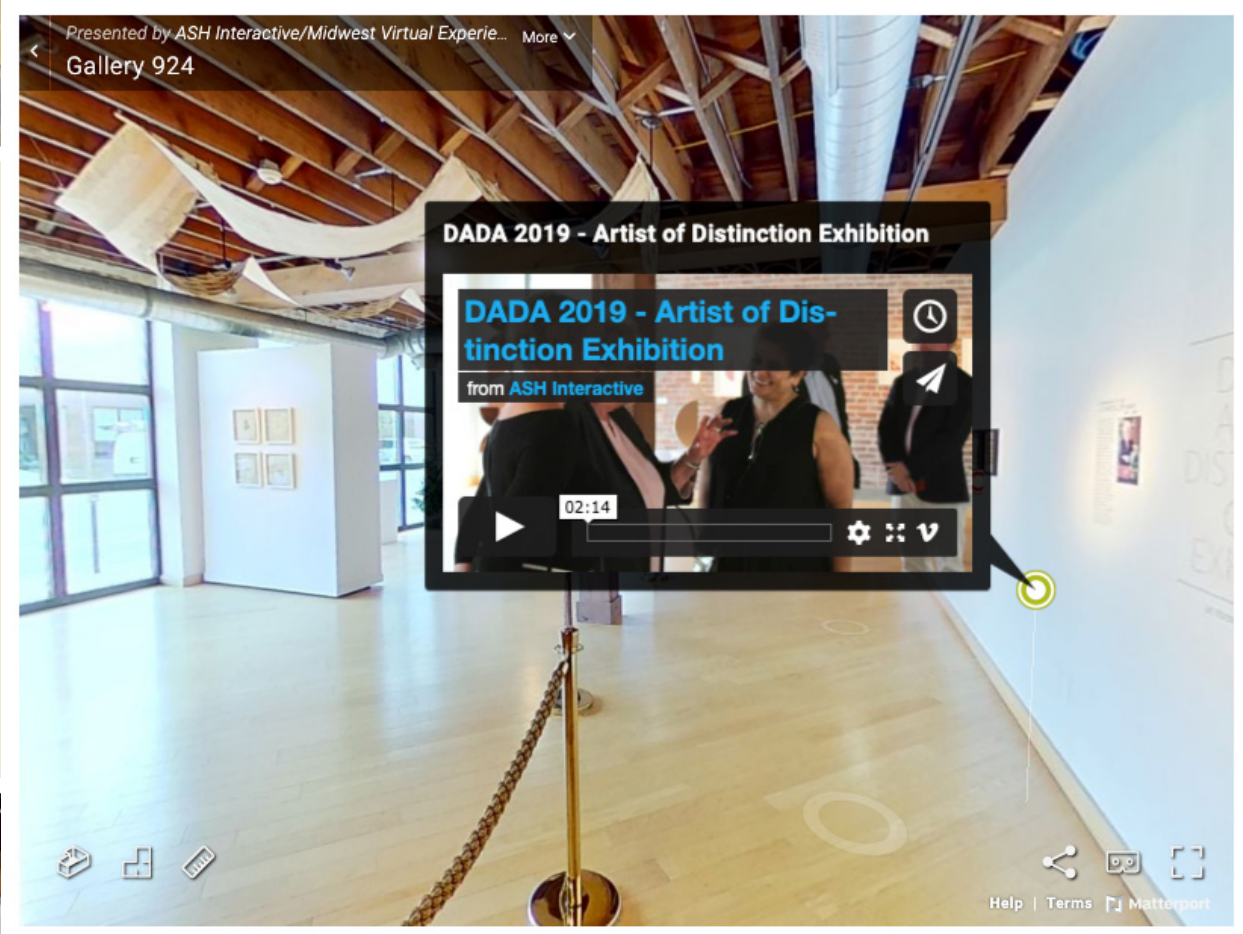 Presented by ASH Interactive/Midwest Virtual Experie... More
Gallery 924
DADA 2019 - Artist of Distinction Exhibition
DADA 2019 - Artist of Dis-
tinction Exhibition
from ASH Interactive
02:14
Help | Terms Matterport